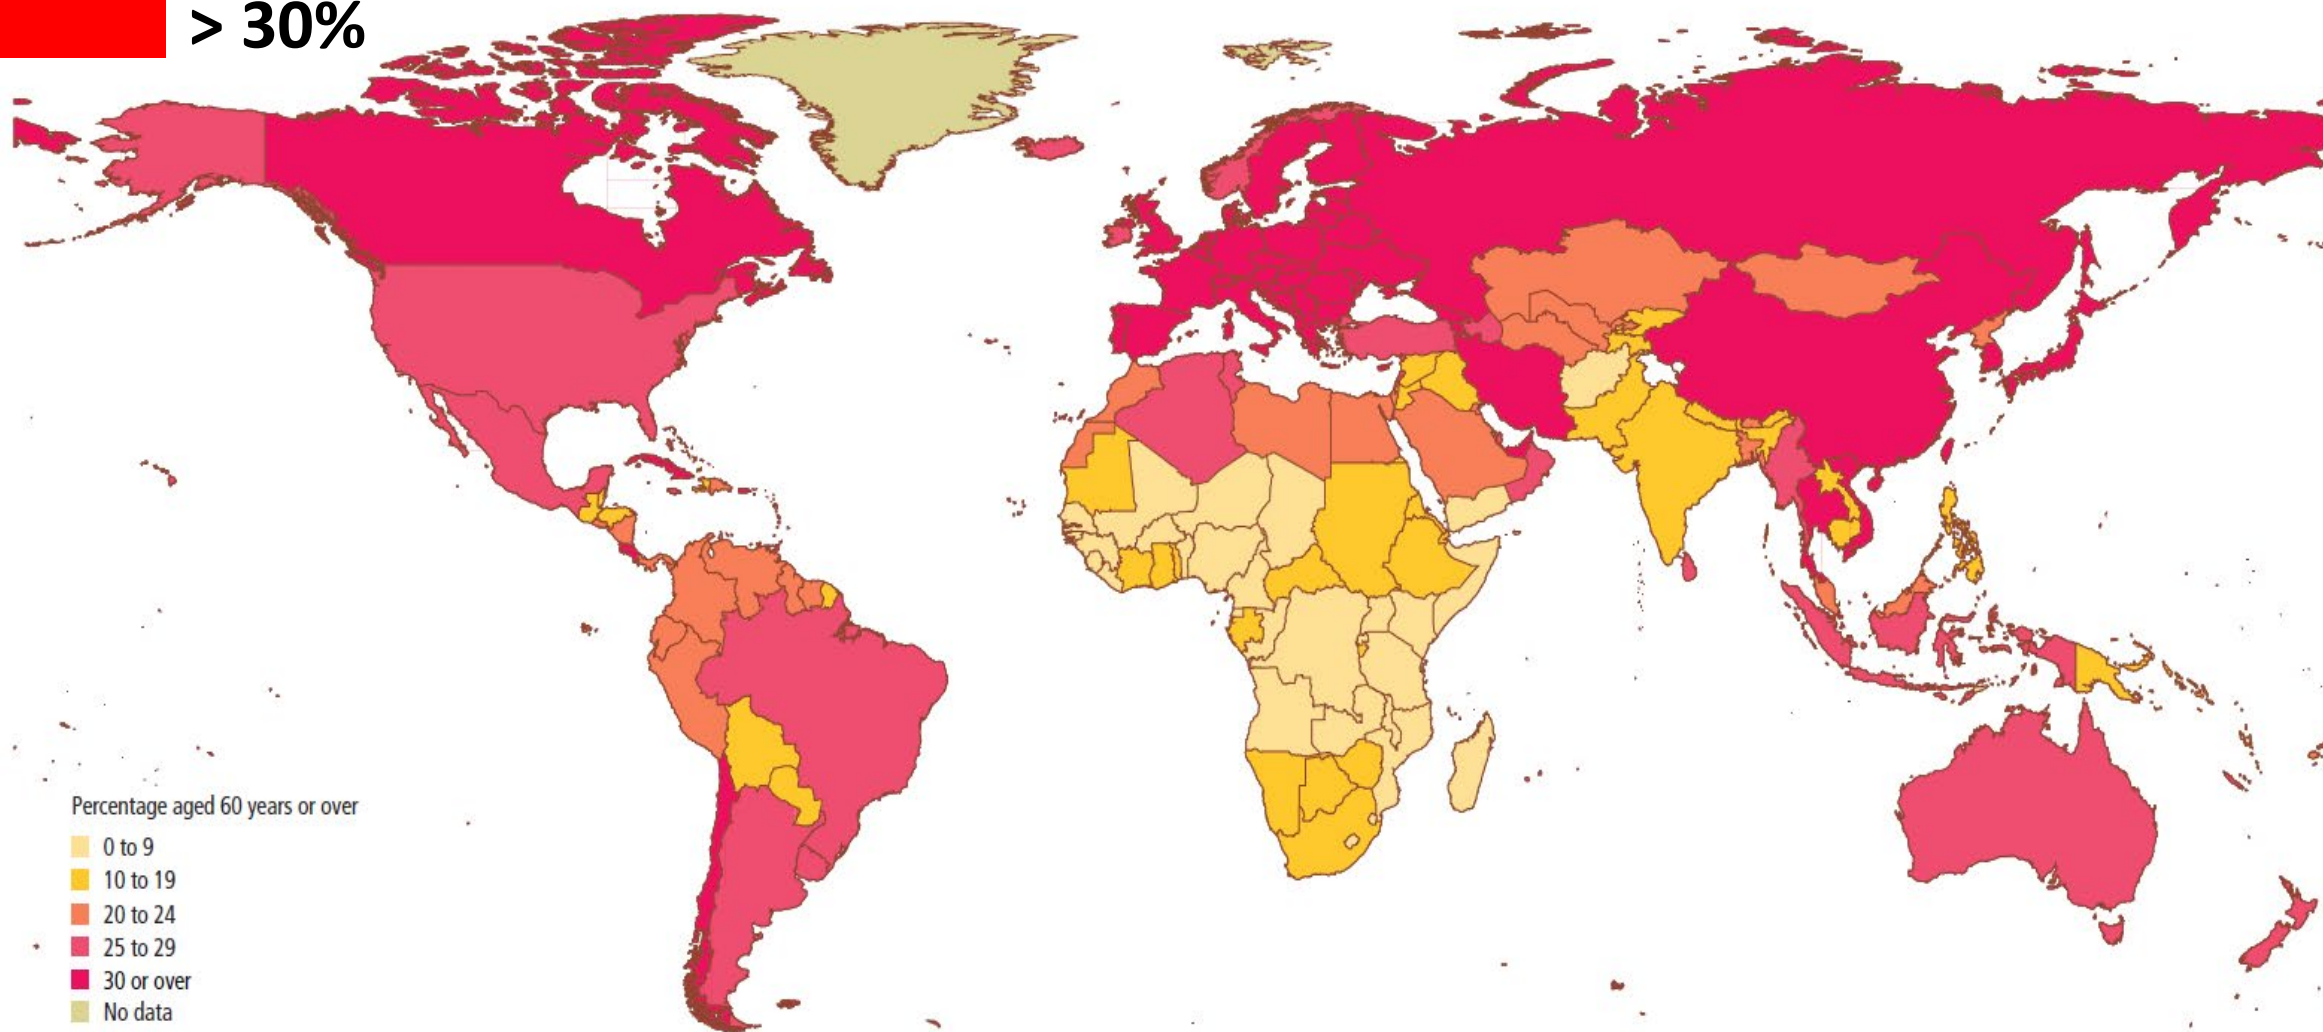 > 30%
Percentage aged 60 years or over
0 to 9
10 to 19
20 to 24
25 to 29
30 or over
No data